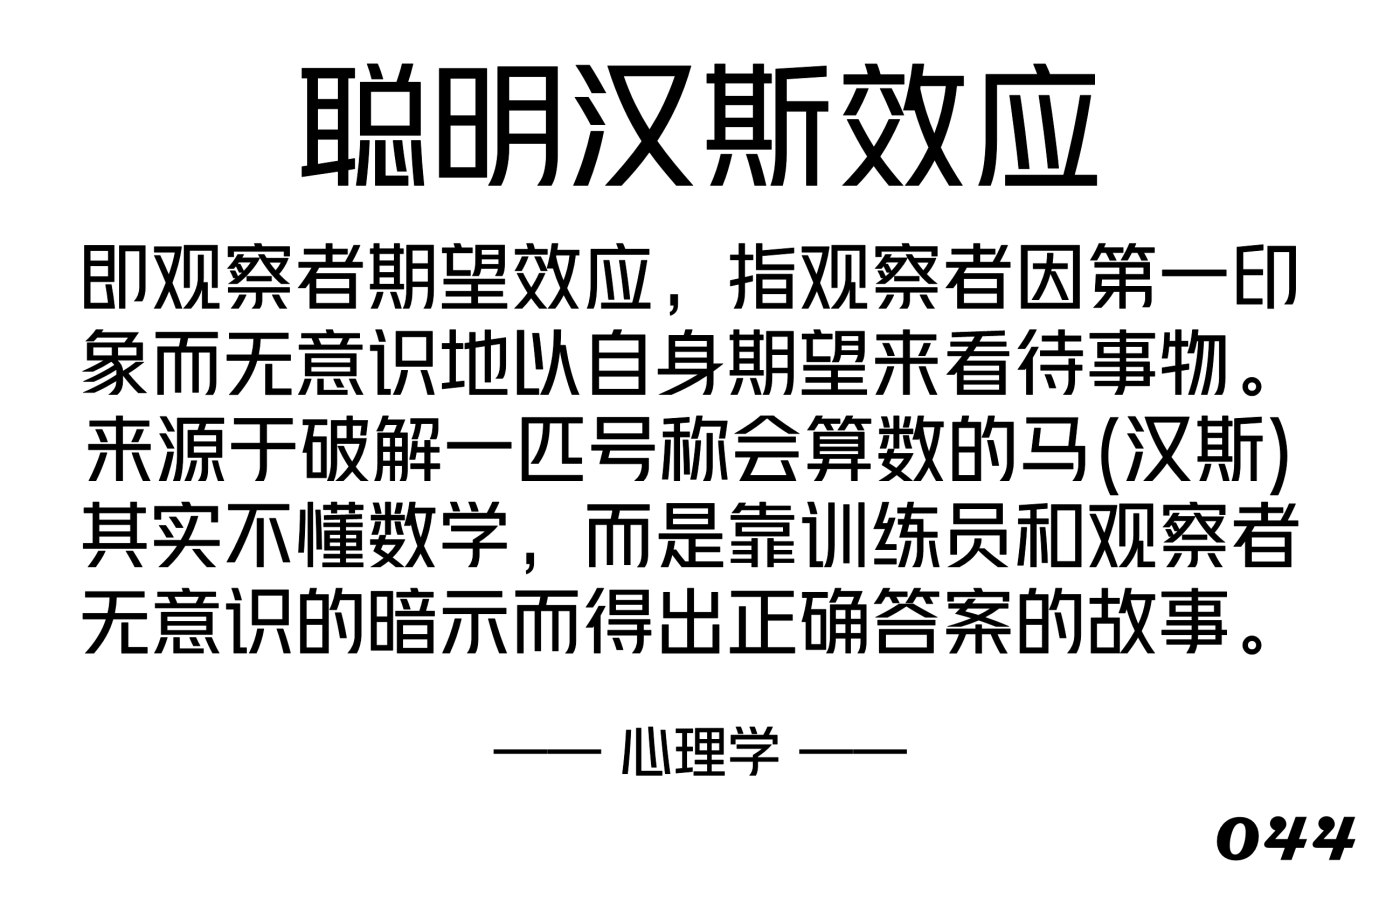 聪明汉斯效应
即观察者期望效应，指观察者因第一印
象而无意识地以自身期望来看待事物。
来源于破解一匹号称会算数的马(汉斯)
其实不懂数学，而是靠训练员和观察者
无意识的暗示而得出正确答案的故事。
—— 心理学 ——
044